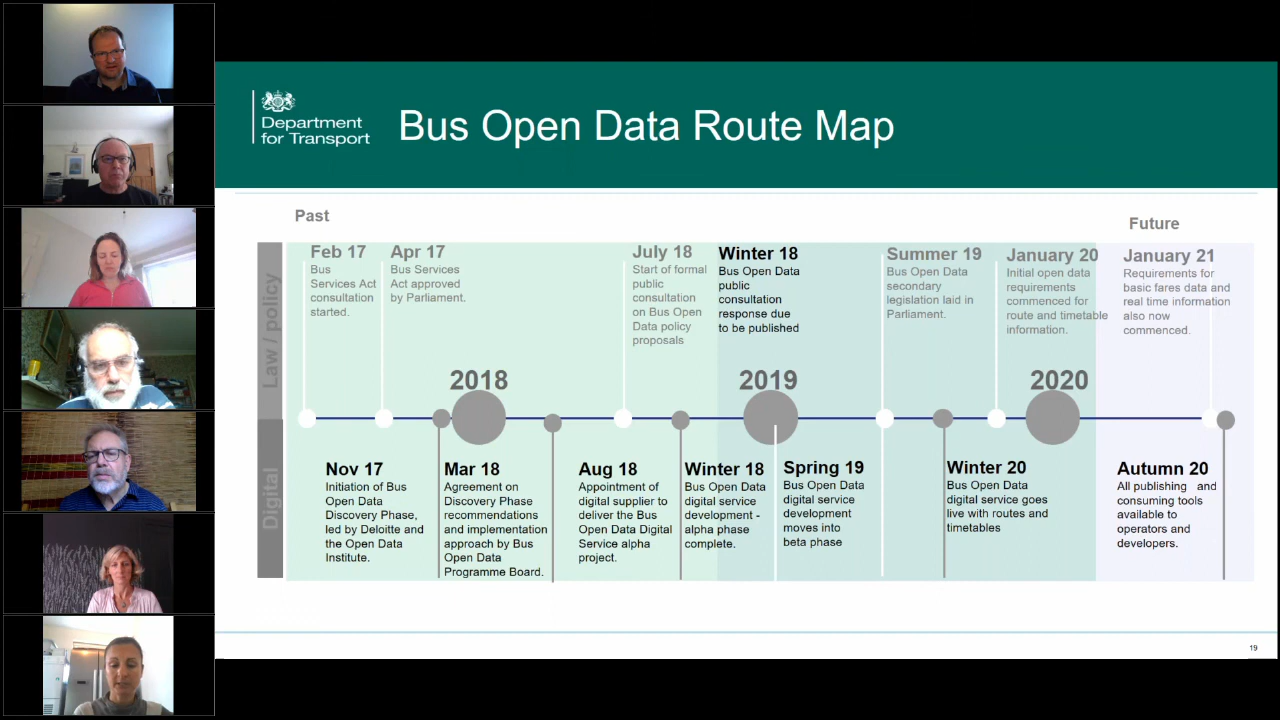 Department
for Transport
Bus Open Data Route Map
Past
Future
Law / policy
Feb 17
Bus
Services Act
consultation
started.
Apr 17
Bus Services
Act approved
by Parliament.
July 18
Start of formal
public
consultation
on Bus Open
Data policy
proposals
Winter 18
Bus Open Data
public
consultation
response due
to be published
Summer 19
Bus Open Data
secondary
legislation laid in
Parliament.
January 20
Initial open data
requirements
commenced for
route and timetable
information.
January 21
Requirements for
basic fares data and
real time information
also now
commenced.
2018
2019
2020
Digital
Nov 17
Initiation of Bus
Open Data
Discovery Phase,
led by Deloitte and
the Open Data
Institute.
Mar 18
Agreement on
Discovery Phase
recommendations
and implementation
approach by Bus
Open Data
Programme Board.
Aug 18
Appointment of
digital supplier to
deliver the Bus
Open Data Digital
Service alpha
project.
Winter 18
Bus Open Data
digital service
development -
alpha phase
complete.
Spring 19
Bus Open Data
digital service
development
moves into
beta phase
Winter 20
Bus Open Data
digital service goes
live with routes and
timetables
Autumn 20
All publishing and
consuming tools
available to
operators and
developers.
19